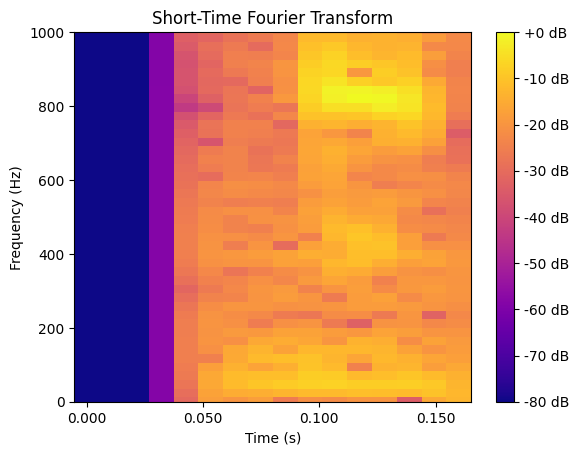 Short-Time Fourier Transform
Frequency (Hz)
1000
800
600
400
200
0
0.000
0.050
0.100
0.150
Time (s)
+0 dB
-10 dB
-20 dB
-30 dB
-40 dB
-50 dB
-60 dB
-70 dB
-80 dB